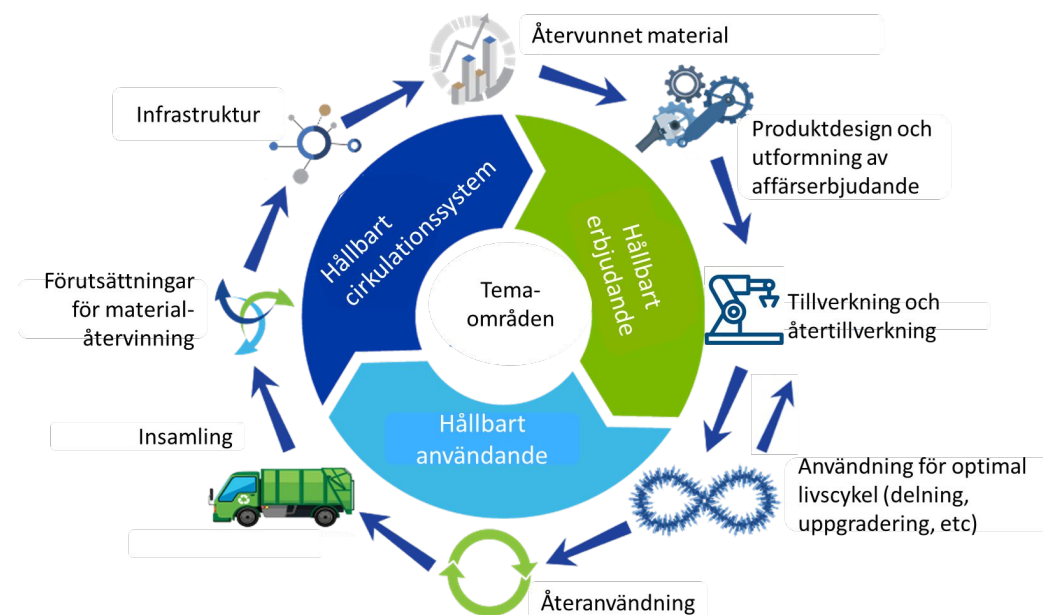 Återvunnet material
Infrastruktur
Produktdesign och
utformning av
affärserbjudande
Hållbart
cirkulationssystem
Hållbart
erbjudande
Förutsättningar
för material-
återvinning
Tema-
områden
Tillverkning och
återtillverkning
Hållbart
användande
Insamling
Användning för optimal
livscykel (delning,
uppgradering, etc)
Återanvändning